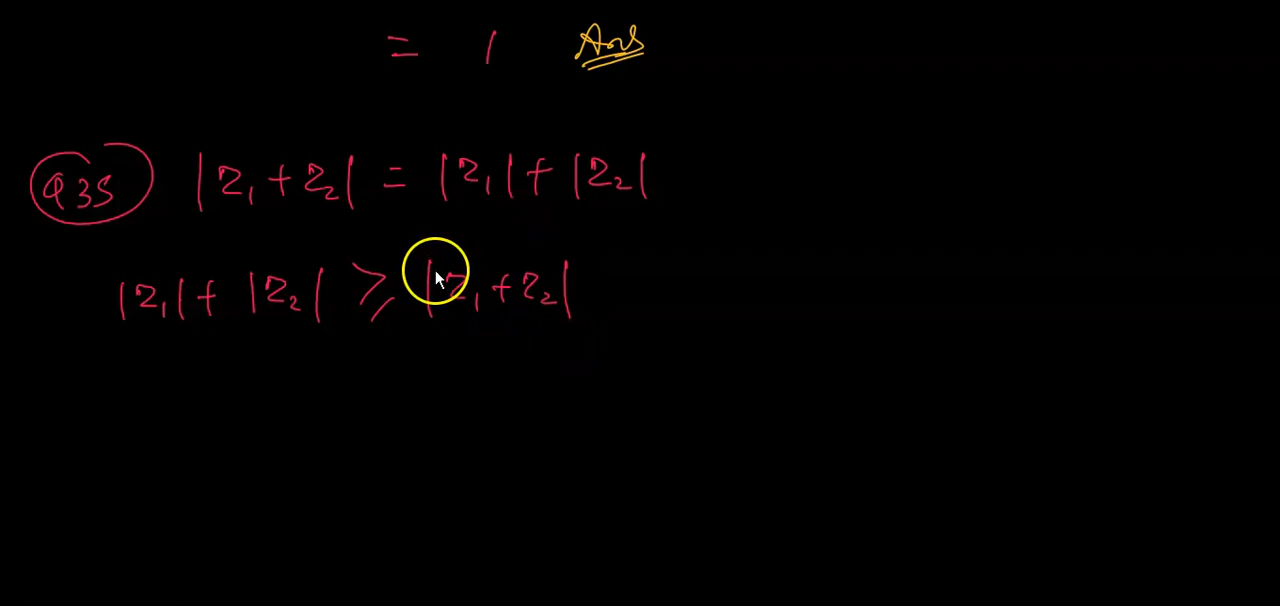 = 1 Ans
Q35 |z₁ + z₂| = |z₁| + |z₂|
|z₁| + |z₂| ⩾ |z₁ + z₂|